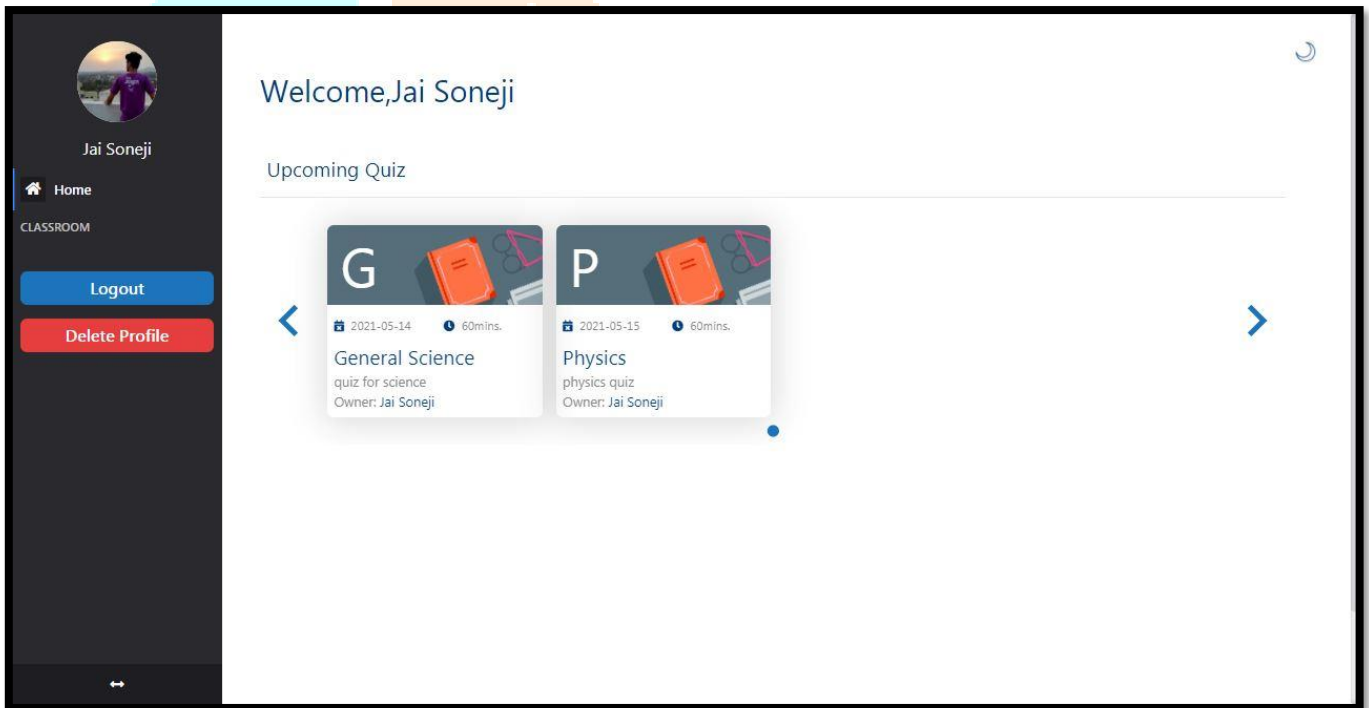 Jai Soneji
Home
CLASSROOM
Logout
Delete Profile
Welcome,Jai Soneji
Upcoming Quiz
G
2021-05-14 60mins.
General Science
quiz for science
Owner: Jai Soneji
P
2021-05-15 60mins.
Physics
physics quiz
Owner: Jai Soneji